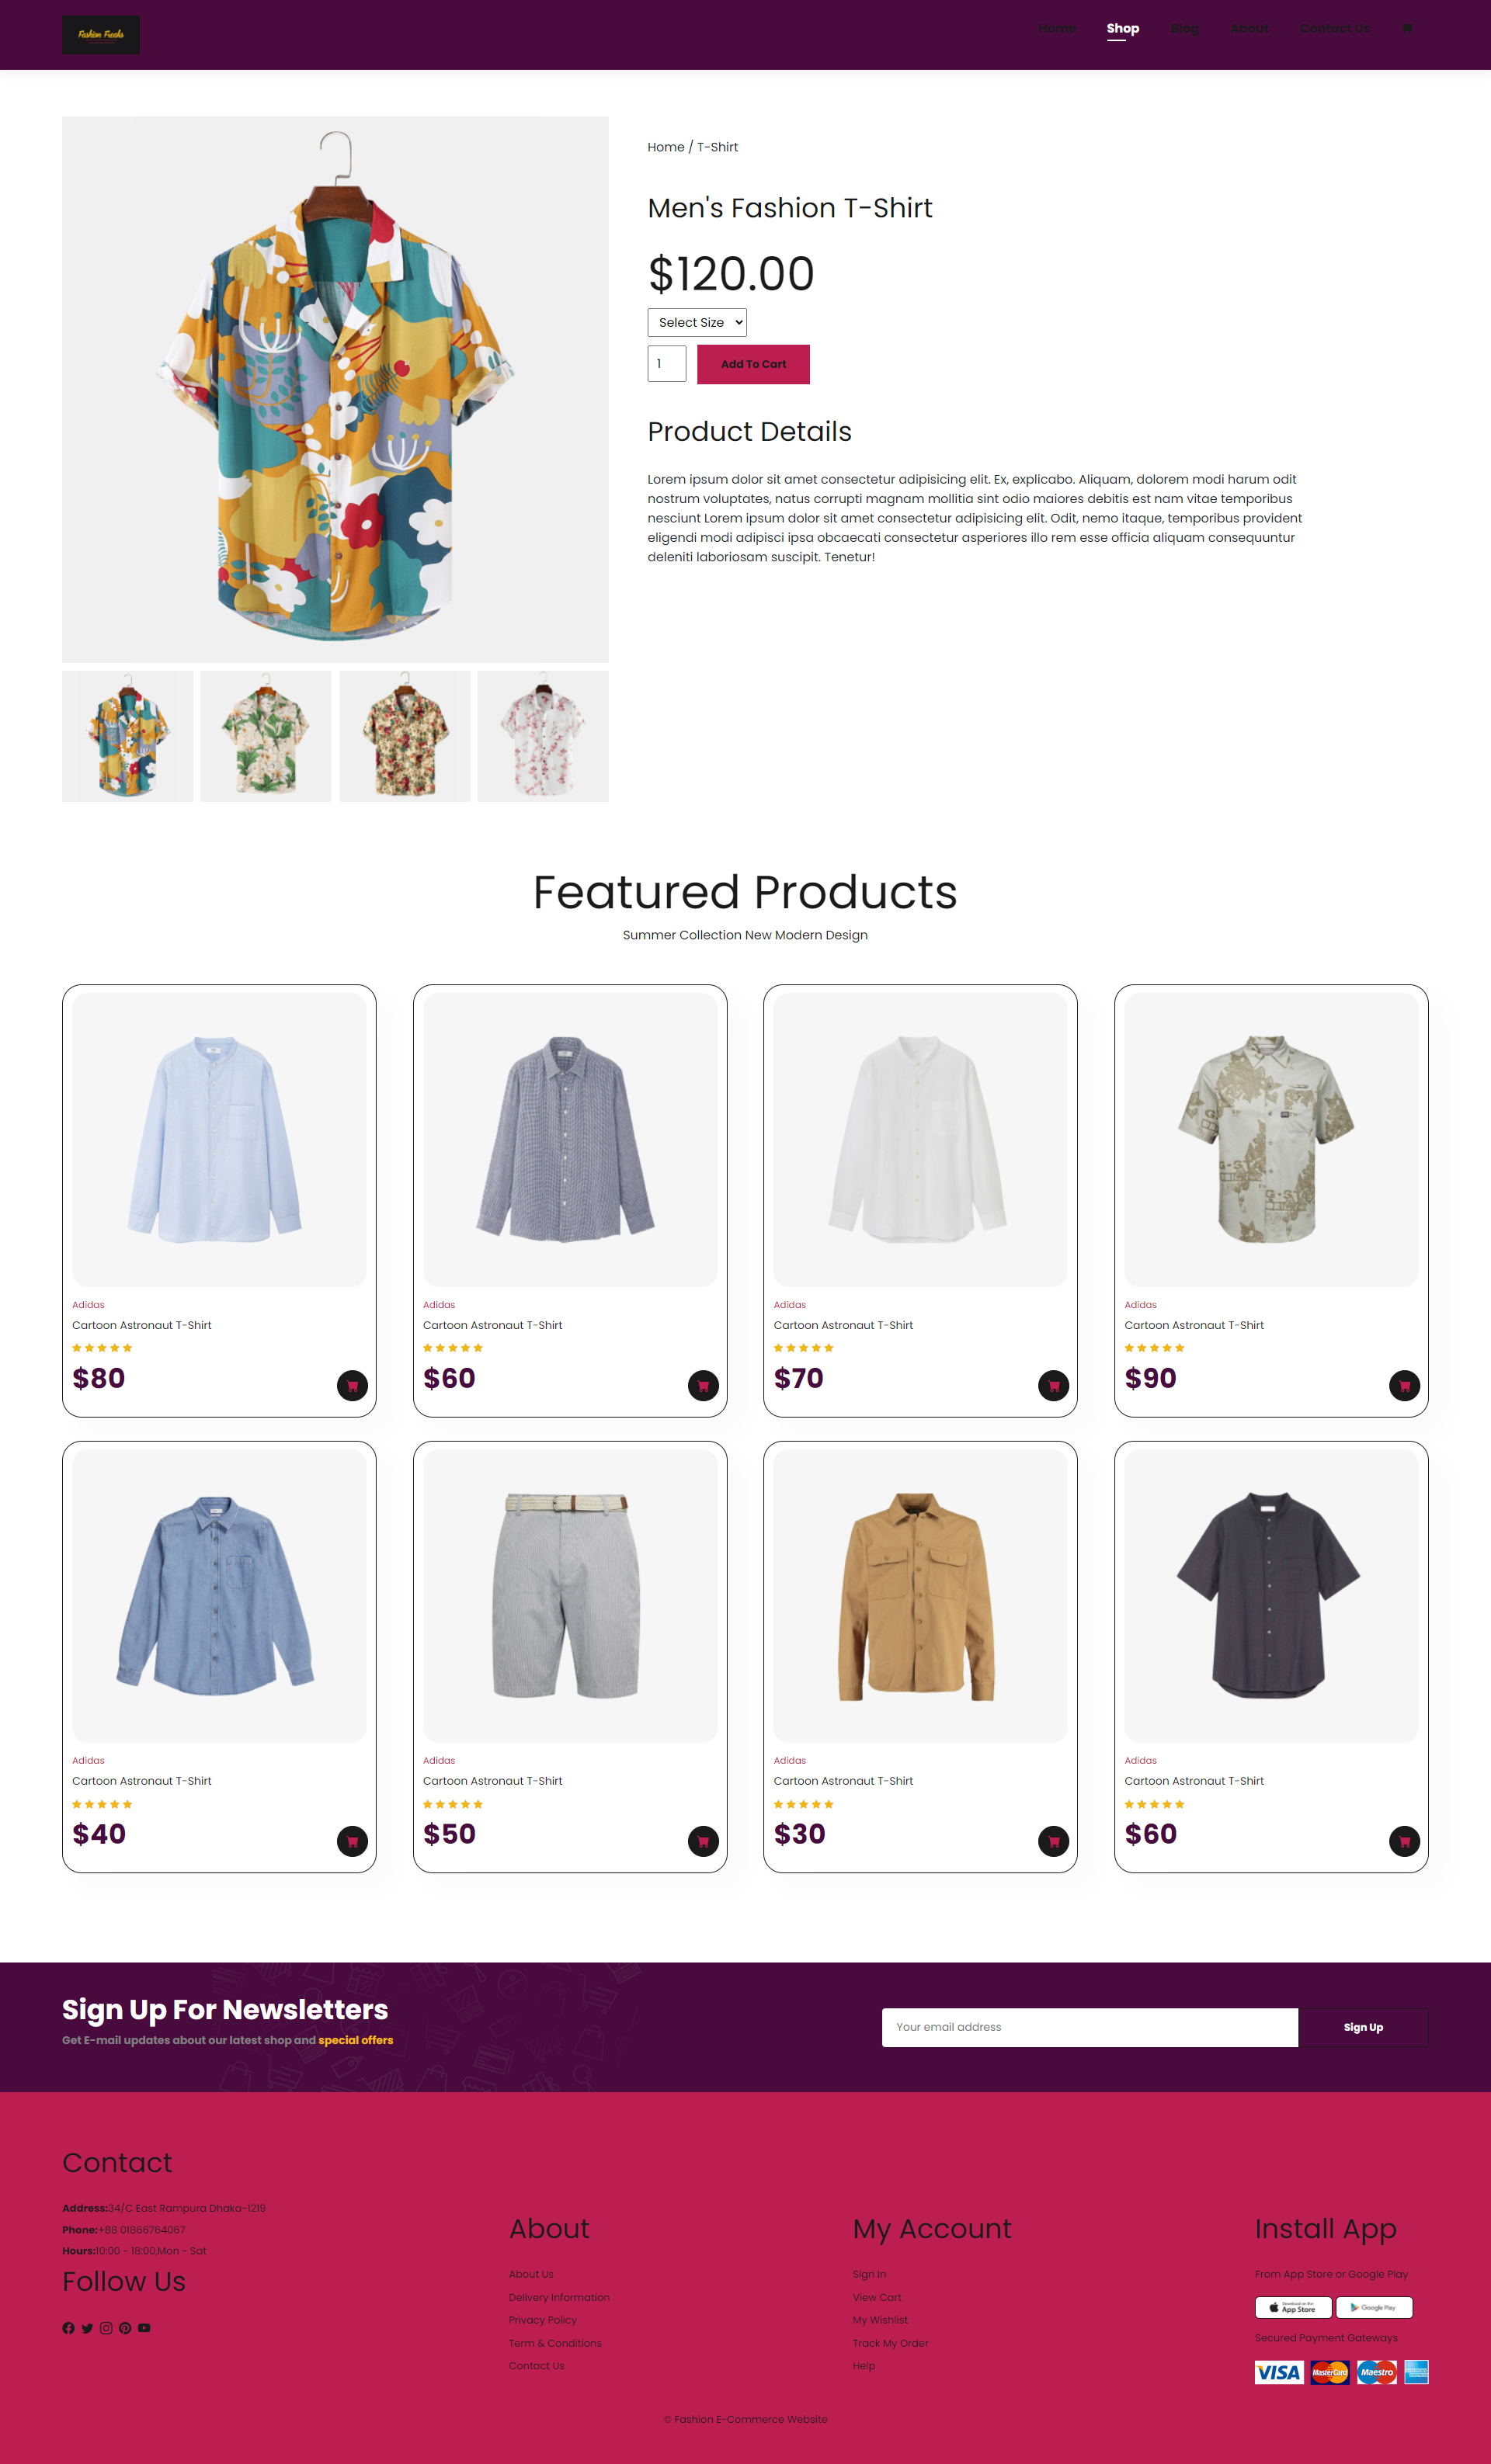 Fashion Freaks
Home Shop Blog About Contact Us
Home / T-Shirt
Men's Fashion T-Shirt
$120.00
Select Size
1 Add To Cart
Product Details
Lorem ipsum dolor sit amet consectetur adipisicing elit. Ex, explicabo. Aliquam, dolorem modi harum odit
nostrum voluptates, natus corrupti magnam mollitia sint odio maiores debitis est nam vitae temporibus
nesciunt Lorem ipsum dolor sit amet consectetur adipisicing elit. Odit, nemo itaque, temporibus provident
eligendi modi adipisci ipsa obcaecati consectetur asperiores illo rem esse officia aliquam consequuntur
deleniti laboriosam suscipit. Tenetur!
Featured Products
Summer Collection New Modern Design
Adidas
Cartoon Astronaut T-Shirt
$80
Adidas
Cartoon Astronaut T-Shirt
$60
Adidas
Cartoon Astronaut T-Shirt
$70
Adidas
Cartoon Astronaut T-Shirt
$90
Adidas
Cartoon Astronaut T-Shirt
$40
Adidas
Cartoon Astronaut T-Shirt
$50
Adidas
Cartoon Astronaut T-Shirt
$30
Adidas
Cartoon Astronaut T-Shirt
$60
Sign Up For Newsletters
Get E-mail updates about our latest shop and special offers
Your email address Sign Up
Contact
Address:34/C East Rampura Dhaka-1219
Phone:+88 01866764067
Hours:10:00 - 18:00,Mon - Sat
Follow Us
About
About Us
Delivery Information
Privacy Policy
Term & Conditions
Contact Us
My Account
Sign In
View Cart
My Wishlist
Track My Order
Help
Install App
From App Store or Google Play
Download on the
App Store
Google Play
Secured Payment Gateways
VISA MasterCard Maestro
© Fashion E-Commerce Website